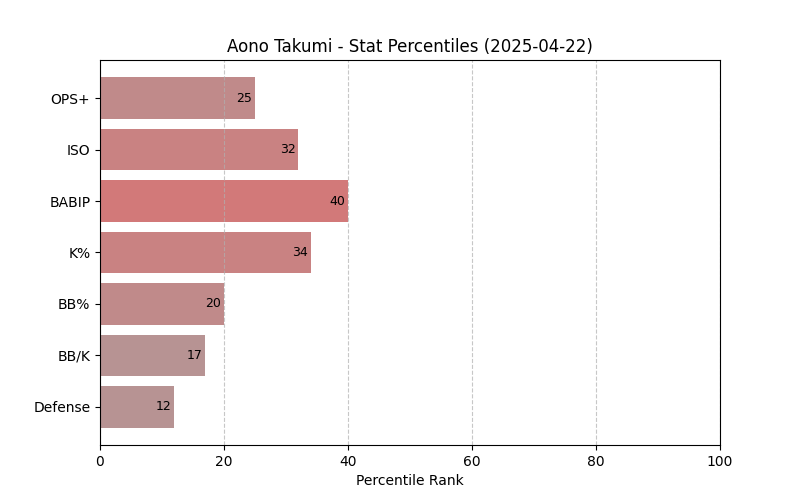 Aono Takumi - Stat Percentiles (2025-04-22)
OPS+ 25
ISO 32
BABIP 40
K% 34
BB% 20
BB/K 17
Defense 12
0 20 40 60 80 100
Percentile Rank